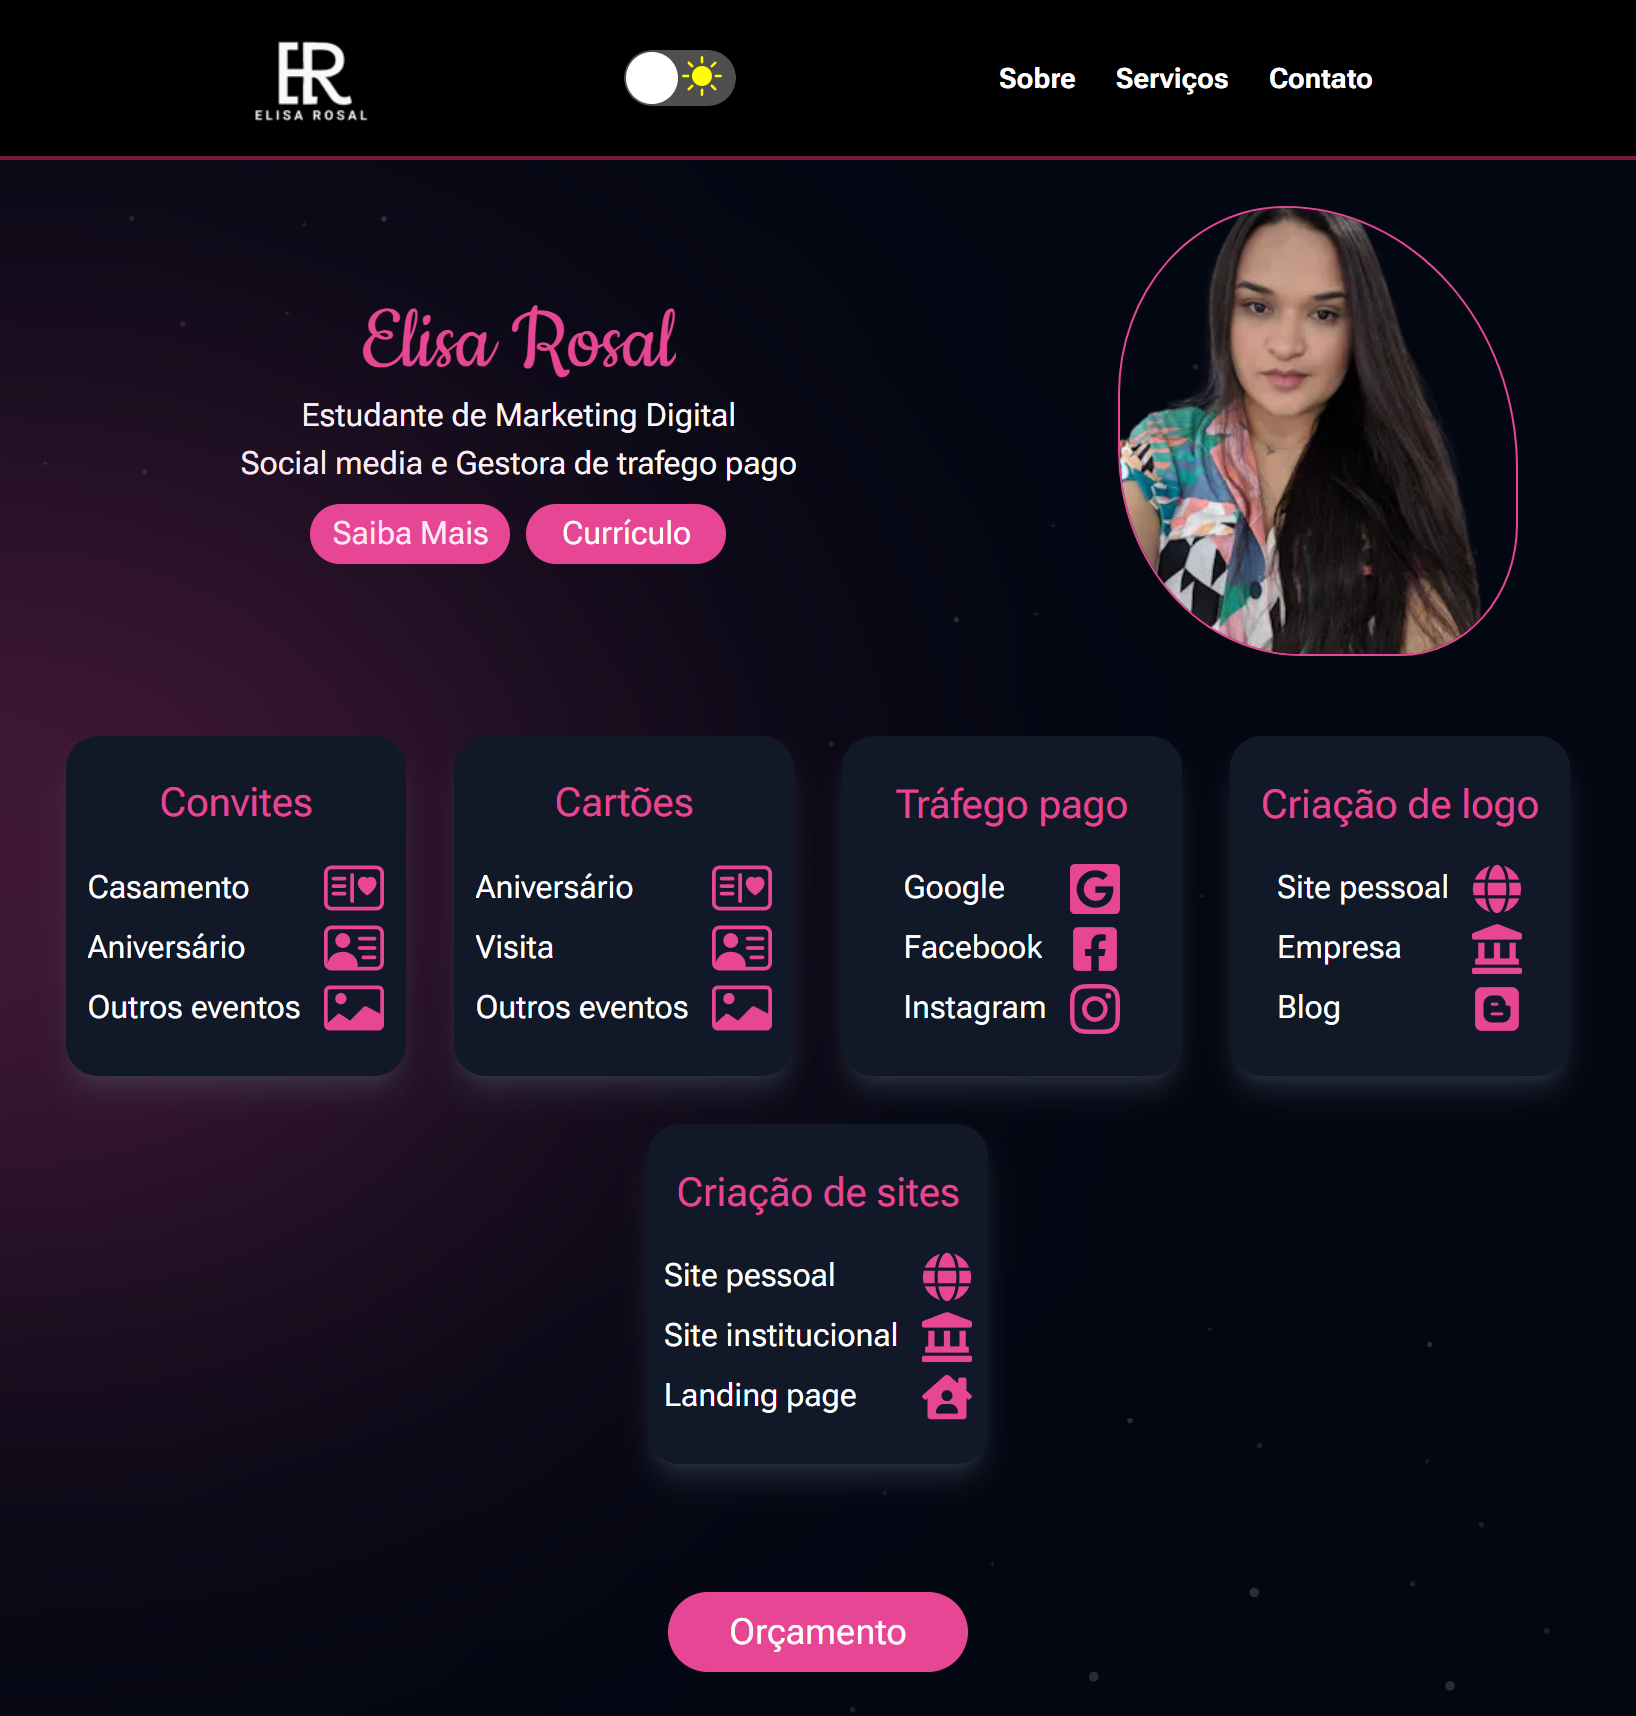 ER
ELISA ROSAL
Sobre Serviços Contato
Elisa Rosal
Estudante de Marketing Digital
Social media e Gestora de trafego pago
Saiba Mais Currículo
Convites
Casamento
Aniversário
Outros eventos
Cartões
Aniversário
Visita
Outros eventos
Tráfego pago
Google
Facebook
Instagram
Criação de logo
Site pessoal
Empresa
Blog
Criação de sites
Site pessoal
Site institucional
Landing page
Orçamento